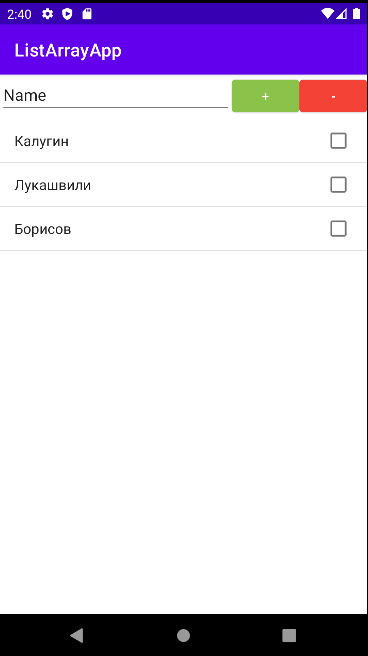 2:40
ListArrayApp
Name + -
Калугин
Лукашвили
Борисов